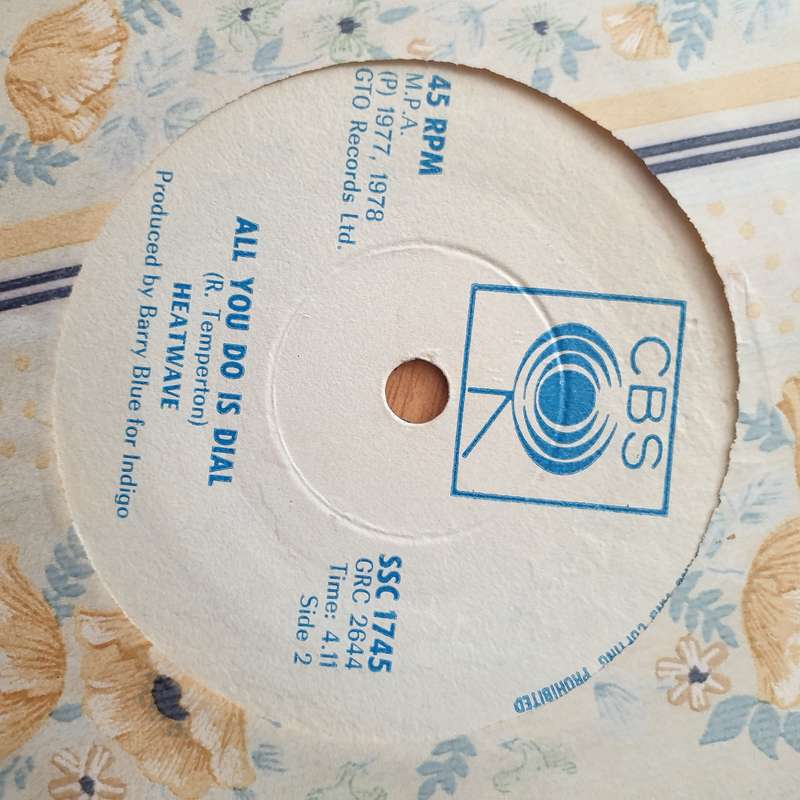 CBS
45 RPM
M.P.A.
(P) 1977, 1978
GTO Records Ltd.
SSC 1745
GRC 2644
Time: 4.11
Side 2
ALL YOU DO IS DIAL
(R. Temperton)
HEATWAVE
Produced by Barry Blue for Indigo
CUTTING PROHIBITED